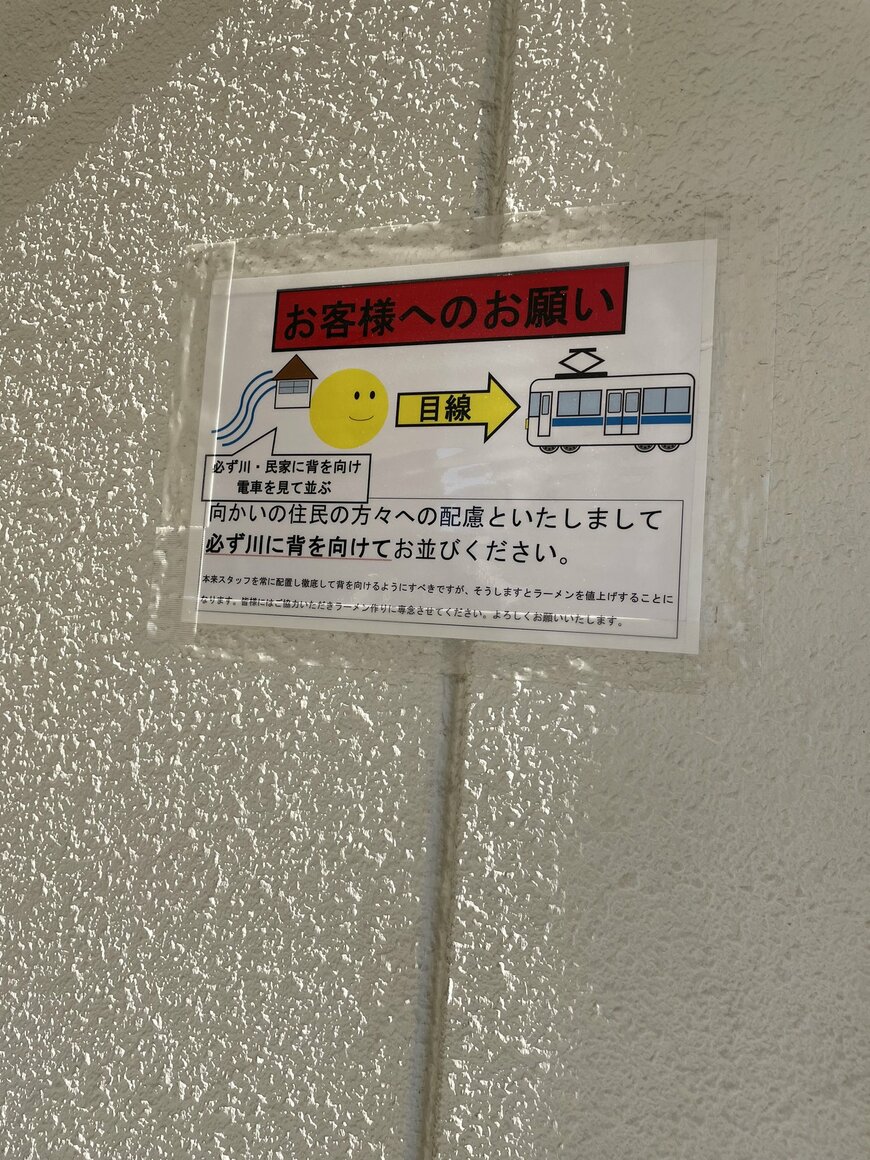 お客様へのお願い
目線
必ず川・民家に背を向け
電車を見て並ぶ
向かいの住民の方々への配慮といたしまして
必ず川に背を向けてお並びください。
本来スタッフを常に配置し徹底して背を向けるようにすべきですが、そうしますとラーメンを値上げすることに
なります。皆様にはご協力いただきラーメン作りに専念させてください。よろしくお願いいたします。